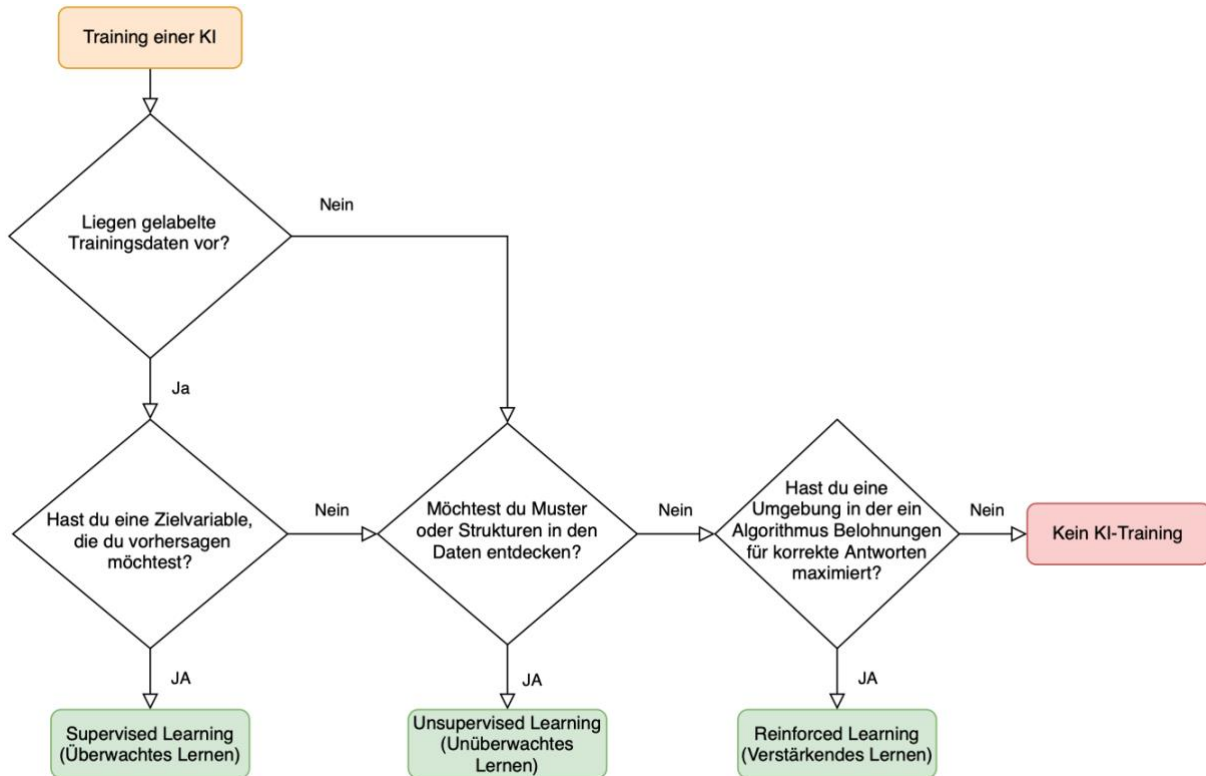 Training einer KI
Liegen gelabelte
Trainingsdaten vor?
Nein
Ja
Hast du eine Zielvariable,
die du vorhersagen
möchtest?
Nein
Möchtest du Muster
oder Strukturen in den
Daten entdecken?
Nein
Hast du eine
Umgebung in der ein
Algorithmus Belohnungen
für korrekte Antworten
maximiert?
Nein
Kein KI-Training
JA
JA
JA
Supervised Learning
(Überwachtes Lernen)
Unsupervised Learning
(Unüberwachtes
Lernen)
Reinforced Learning
(Verstärkendes Lernen)